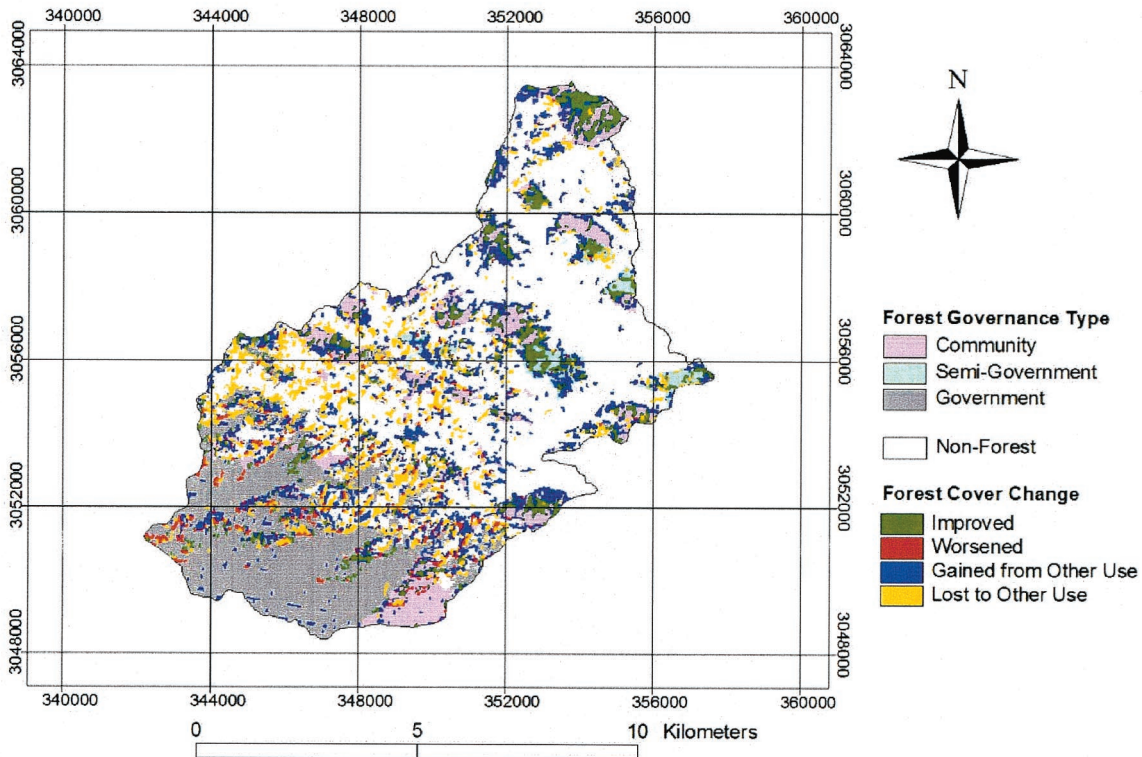 340000 344000 348000 352000 356000 360000
3064000 3064000
N
3060000 3060000
3056000 3056000
3052000 3052000
3048000 3048000
340000 344000 348000 352000 356000 360000
0 5 10 Kilometers
Forest Governance Type
Community
Semi-Government
Government
Non-Forest
Forest Cover Change
Improved
Worsened
Gained from Other Use
Lost to Other Use